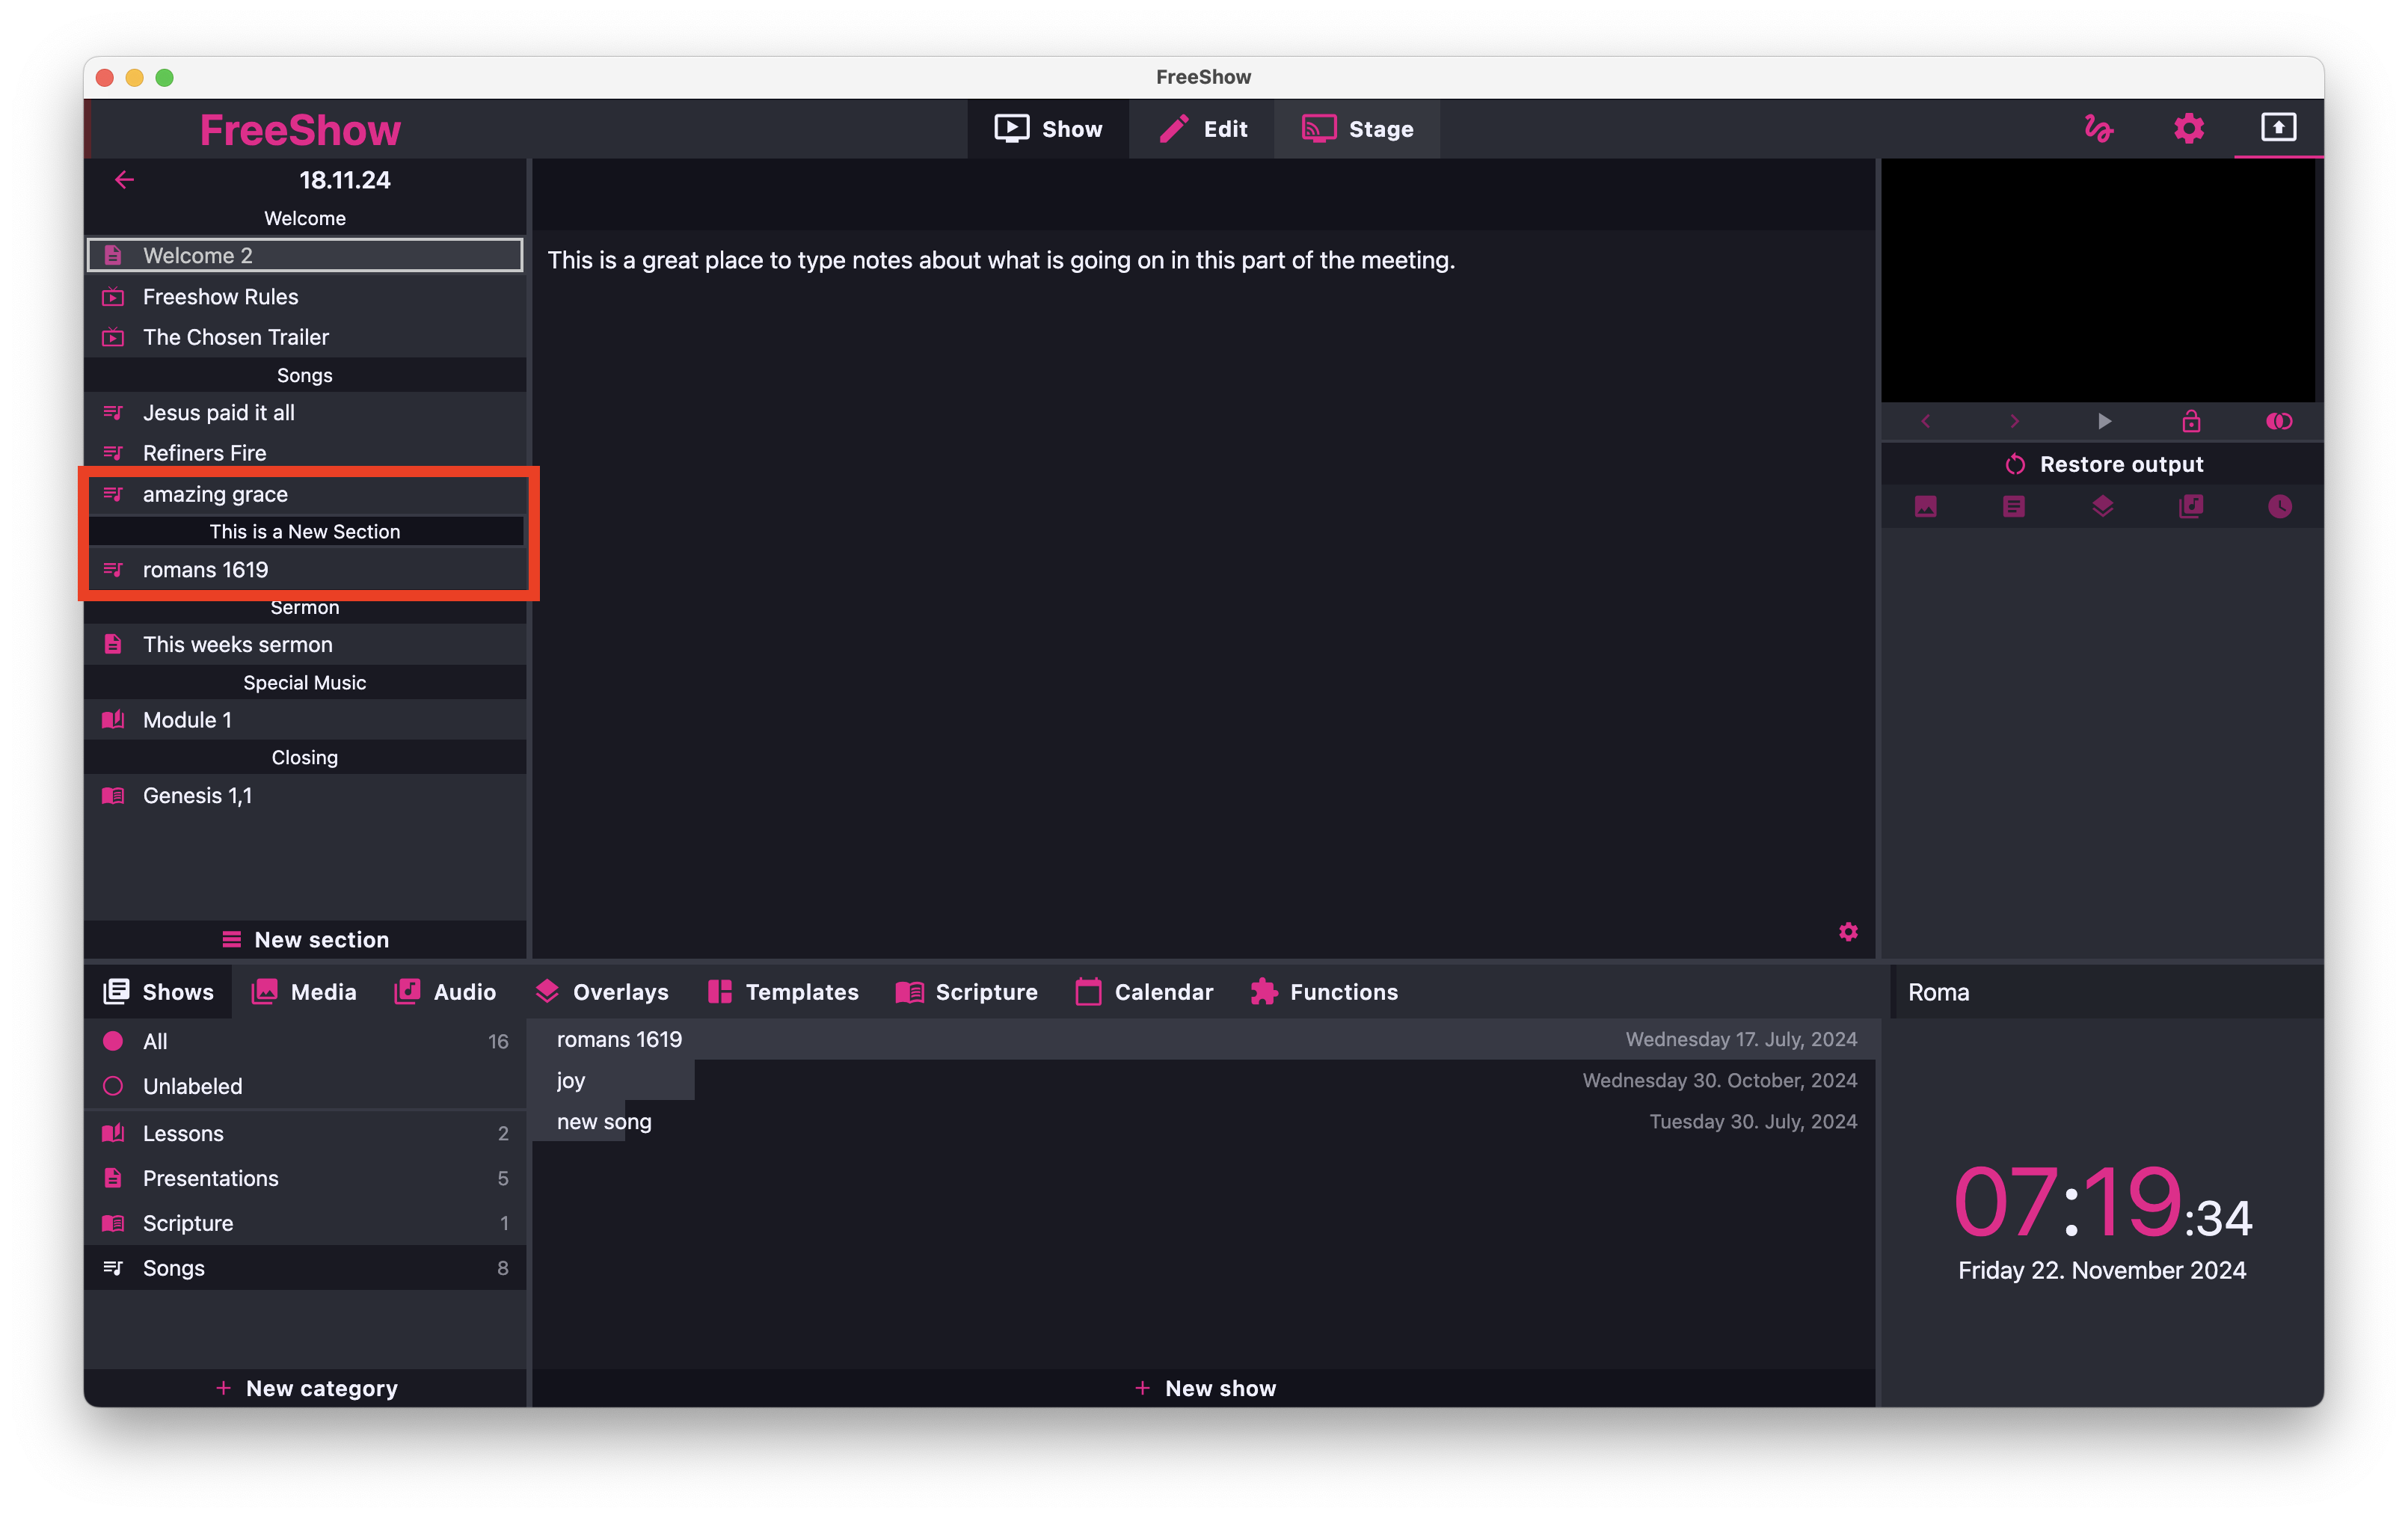 FreeShow
FreeShow
Show
Edit
Stage
18.11.24
Welcome
Welcome 2
Freeshow Rules
The Chosen Trailer
Songs
Jesus paid it all
Refiners Fire
amazing grace
This is a New Section
romans 1619
Sermon
This weeks sermon
Special Music
Module 1
Closing
Genesis 1,1
New section
This is a great place to type notes about what is going on in this part of the meeting.
Restore output
Shows
Media
Audio
Overlays
Templates
Scripture
Calendar
Functions
Roma
All 16
Unlabeled
Lessons 2
Presentations 5
Scripture 1
Songs 8
+ New category
romans 1619 Wednesday 17. July, 2024
joy Wednesday 30. October, 2024
new song Tuesday 30. July, 2024
+ New show
07:19:34
Friday 22. November 2024